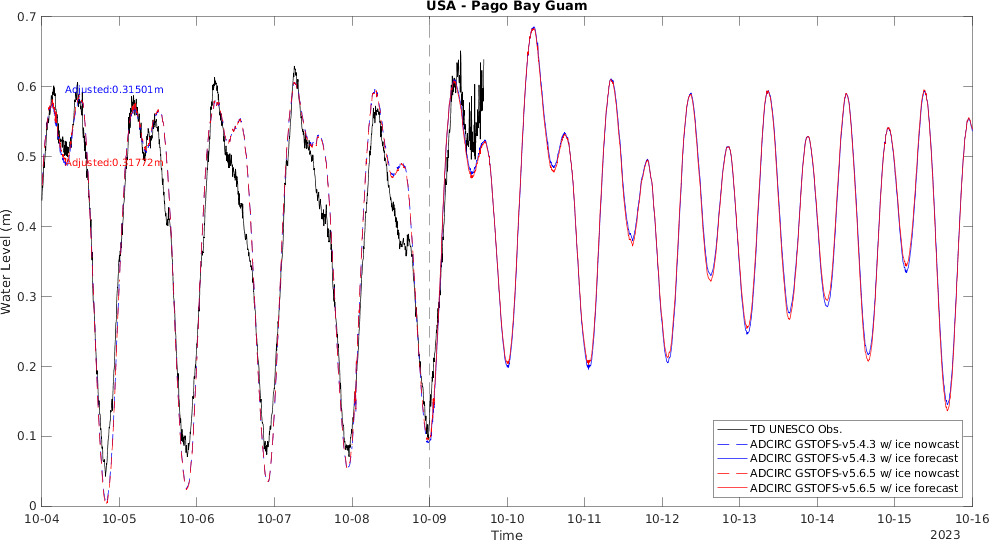 USA - Pago Bay Guam
0.7
0.6
0.5
0.4
0.3
0.2
0.1
0
Water Level (m)
Adjusted:0.31501m
Adjusted:0.31772m
TD UNESCO Obs.
ADCIRC GSTOFS-v5.4.3 w/ ice nowcast
ADCIRC GSTOFS-v5.4.3 w/ ice forecast
ADCIRC GSTOFS-v5.6.5 w/ ice nowcast
ADCIRC GSTOFS-v5.6.5 w/ ice forecast
10-04 10-05 10-06 10-07 10-08 10-09 10-10 10-11 10-12 10-13 10-14 10-15 10-16
Time
2023